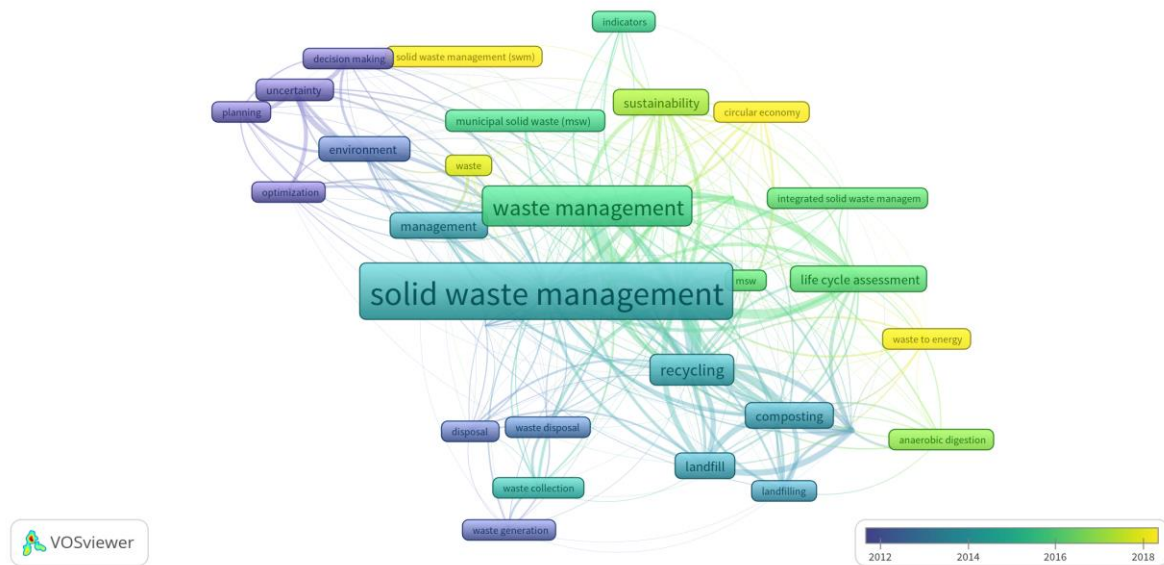 indicators
decision making
solid waste management (swm)
uncertainty
planning
sustainability
circular economy
municipal solid waste (msw)
environment
waste
optimization
waste management
integrated solid waste managem
management
solid waste management
msw
life cycle assessment
waste to energy
recycling
composting
disposal
waste disposal
anaerobic digestion
landfill
waste collection
landfilling
waste generation
VOSviewer
2012
2014
2016
2018